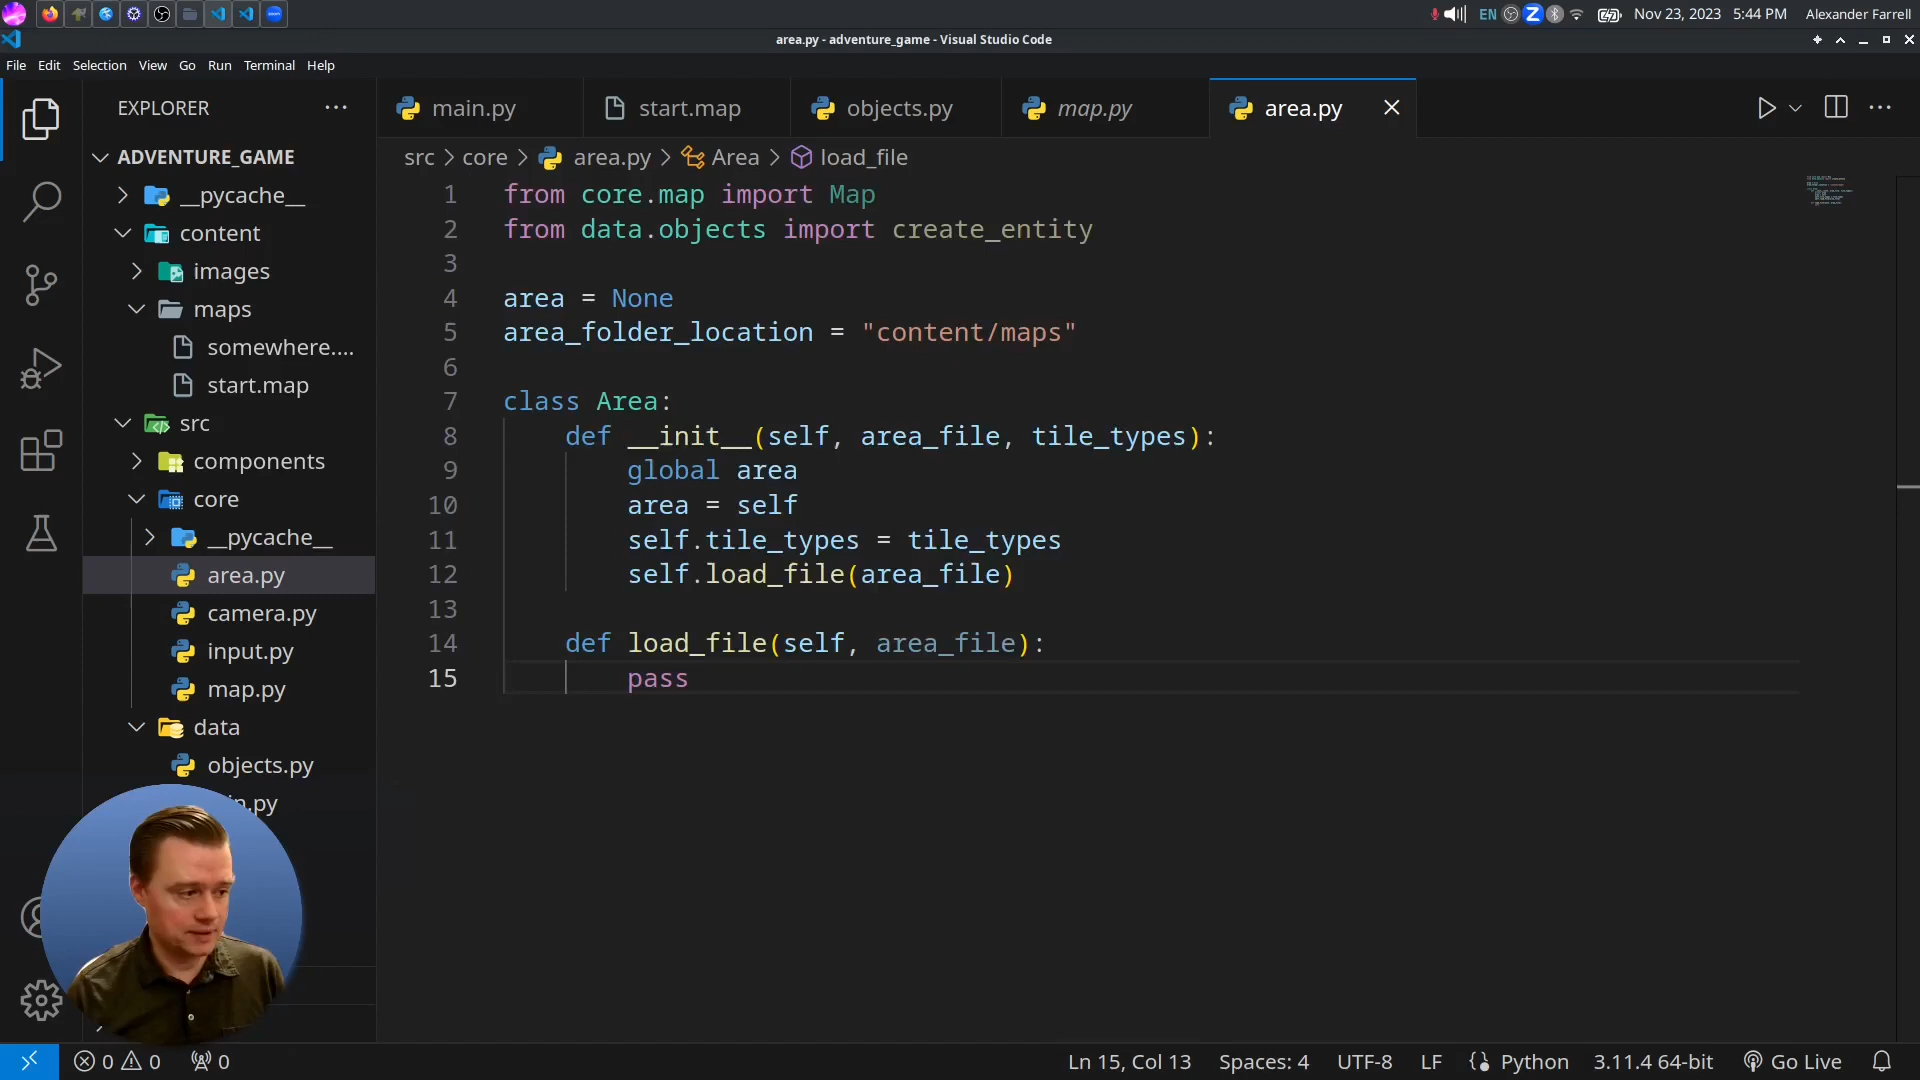 EN
Nov 23, 2023 5:44 PM Alexander Farrell
area.py - adventure_game - Visual Studio Code
File Edit Selection View Go Run Terminal Help
EXPLORER
ADVENTURE_GAME
__pycache__
content
images
maps
somewhere....
start.map
src
components
core
__pycache__
area.py
camera.py
input.py
map.py
data
objects.py
main.py start.map objects.py map.py area.py
src > core > area.py > Area > load_file
1 from core.map import Map
2 from data.objects import create_entity
3
4 area = None
5 area_folder_location = "content/maps"
6
7 class Area:
8 def __init__(self, area_file, tile_types):
9 global area
10 area = self
11 self.tile_types = tile_types
12 self.load_file(area_file)
13
14 def load_file(self, area_file):
15 pass
0 0 0
Ln 15, Col 13 Spaces: 4 UTF-8 LF Python 3.11.4 64-bit Go Live